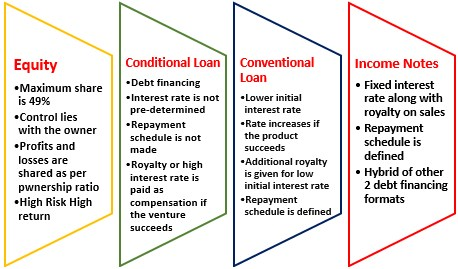 Equity
•Maximum share
is 49%
•Control lies
with the owner
•Profits and
losses are
shared as per
pwnership ratio
•High Risk High
return
Conditional Loan
•Debt financing
•Interest rate is not
pre-determined
•Repayment
schedule is not
made
•Royalty or high
interest rate is
paid as
compensation if
the venture
succeeds
Conventional
Loan
•Lower initial
interest rate
•Rate increases if
the product
succeeds
•Additional royalty
is given for low
initial interest rate
•Repayment
schedule is defined
Income Notes
• Fixed interest
rate along with
royalty on sales
• Repayment
schedule is
defined
• Hybrid of other
2 debt financing
formats